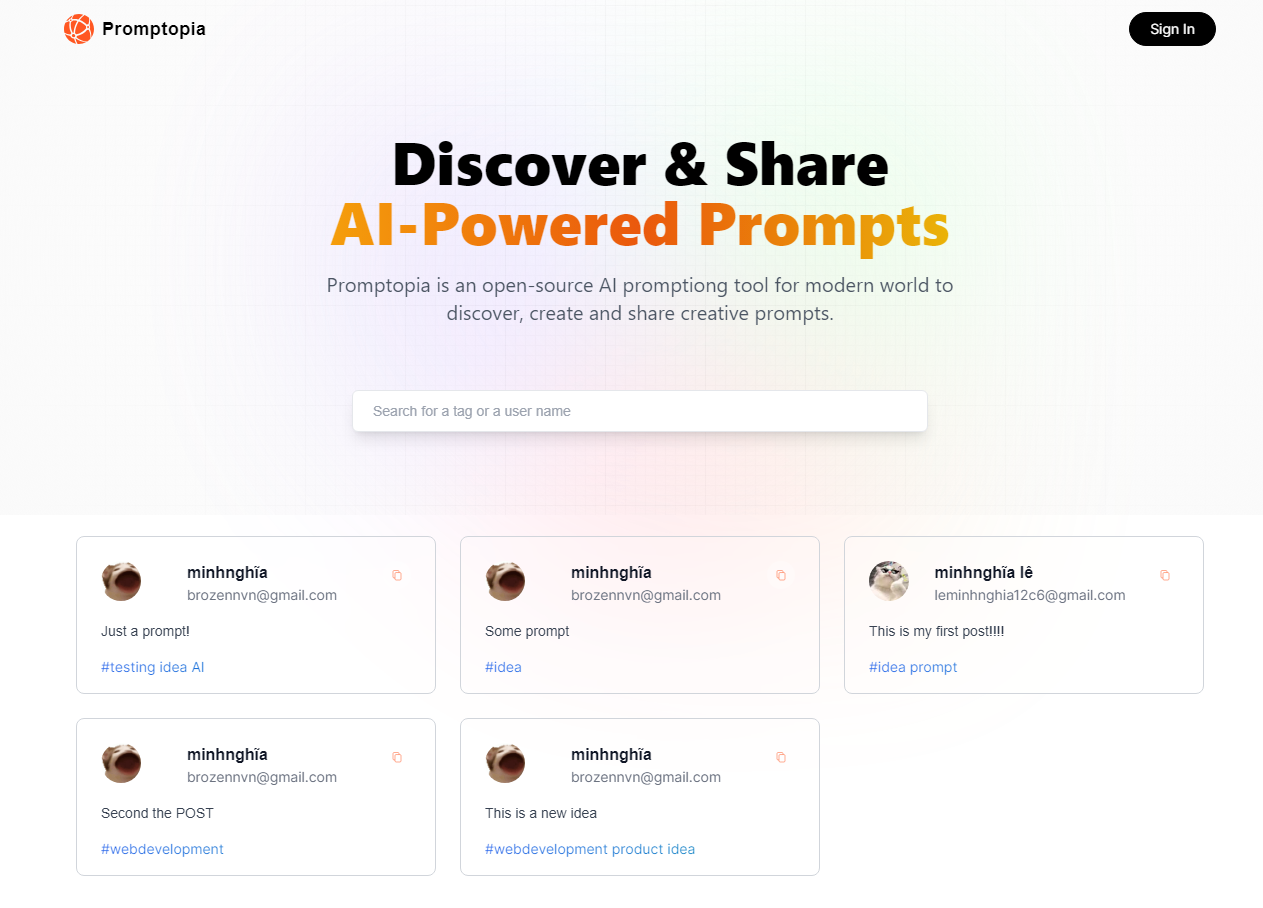 Promptopia
Sign In
Discover & Share
AI-Powered Prompts
Promptopia is an open-source AI promptiong tool for modern world to
discover, create and share creative prompts.
Search for a tag or a user name
minhnghĩa
brozennvn@gmail.com
Just a prompt!
#testing idea AI
minhnghĩa
brozennvn@gmail.com
Some prompt
#idea
minhnghĩa lê
leminhnghia12c6@gmail.com
This is my first post!!!!
#idea prompt
minhnghĩa
brozennvn@gmail.com
Second the POST
#webdevelopment
minhnghĩa
brozennvn@gmail.com
This is a new idea
#webdevelopment product idea